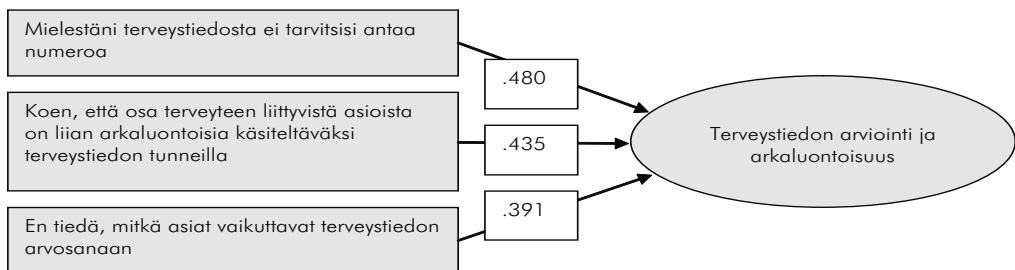 Mielestäni terveystiedosta ei tarvitsisi antaa
numeroa
.480
Koen, että osa terveyteen liittyvistä asioista
on liian arkaluontoisia käsiteltäväksi
terveystiedon tunneilla
.435
En tiedä, mitkä asiat vaikuttavat terveystiedon
arvosanaan
.391
Terveystiedon arviointi ja
arkaluontoisuus